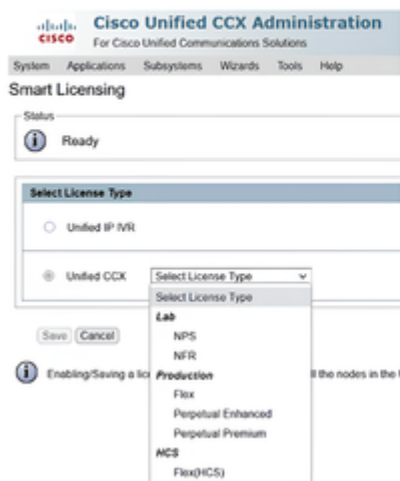 cisco
Cisco Unified CCX Administration
For Cisco Unified Communications Solutions
System Applications Subsystems Wizards Tools Help
Smart Licensing
Status
Ready
Select License Type
Unified IP IVR
Unified CCX Select License Type
Select License Type
Lab
NPS
NFR
Save Cancel
Enabling/Saving a
ll the nodes in the
Production
Flex
Perpetual Enhanced
Perpetual Premium
HCS
Flex(HCS)